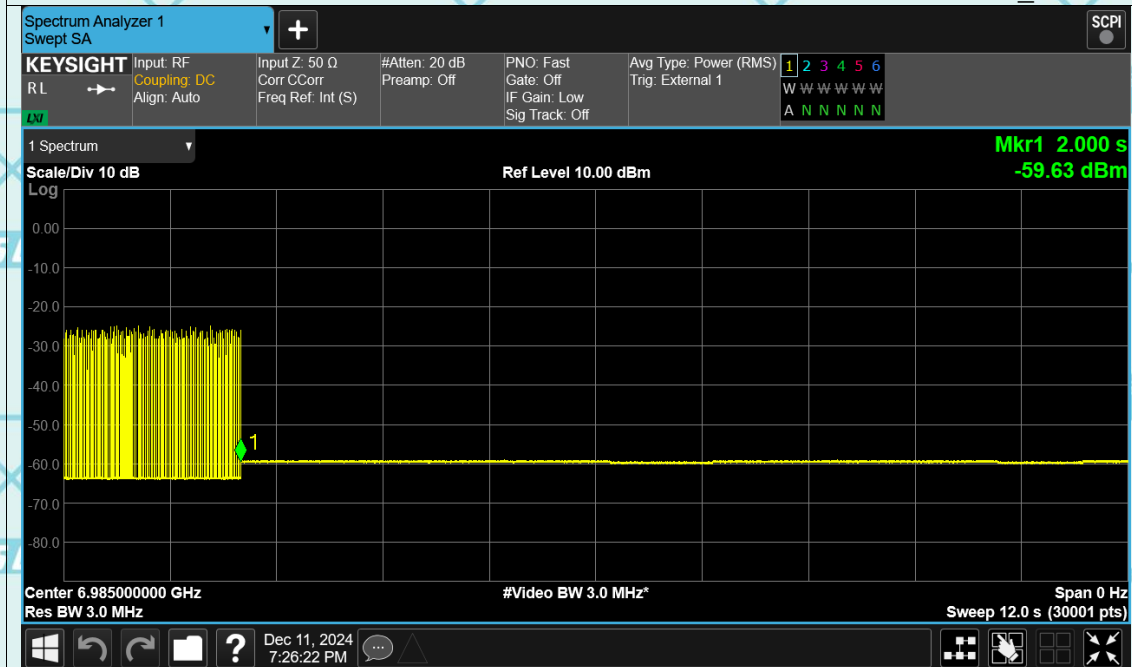 Spectrum Analyzer 1
Swept SA
+
SCPI
KEYSIGHT
RL
LXI
Input: RF
Coupling: DC
Align: Auto
Input Z: 50 Ω
Corr CCorr
Freq Ref: Int (S)
#Atten: 20 dB
Preamp: Off
PNO: Fast
Gate: Off
IF Gain: Low
Sig Track: Off
Avg Type: Power (RMS)
Trig: External 1
1 2 3 4 5 6
W W W W W W
A N N N N N
1 Spectrum
Mkr1 2.000 s
-59.63 dBm
Scale/Div 10 dB
Ref Level 10.00 dBm
Log
0.00
-10.0
-20.0
-30.0
-40.0
-50.0
-60.0
-70.0
-80.0
1
Center 6.985000000 GHz
#Video BW 3.0 MHz*
Span 0 Hz
Res BW 3.0 MHz
Sweep 12.0 s (30001 pts)
?
Dec 11, 2024
7:26:22 PM